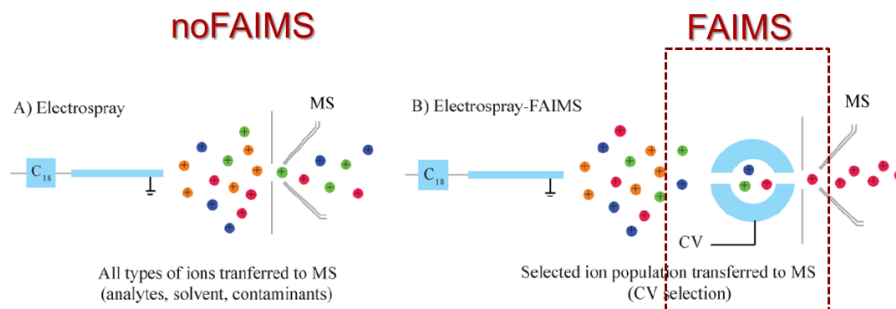 noFAIMS
FAIMS
A) Electrospray
MS
B) Electrospray-FAIMS
MS
C18
C18
CV
All types of ions tranferred to MS
(analytes, solvent, contaminants)
Selected ion population transferred to MS
(CV selection)